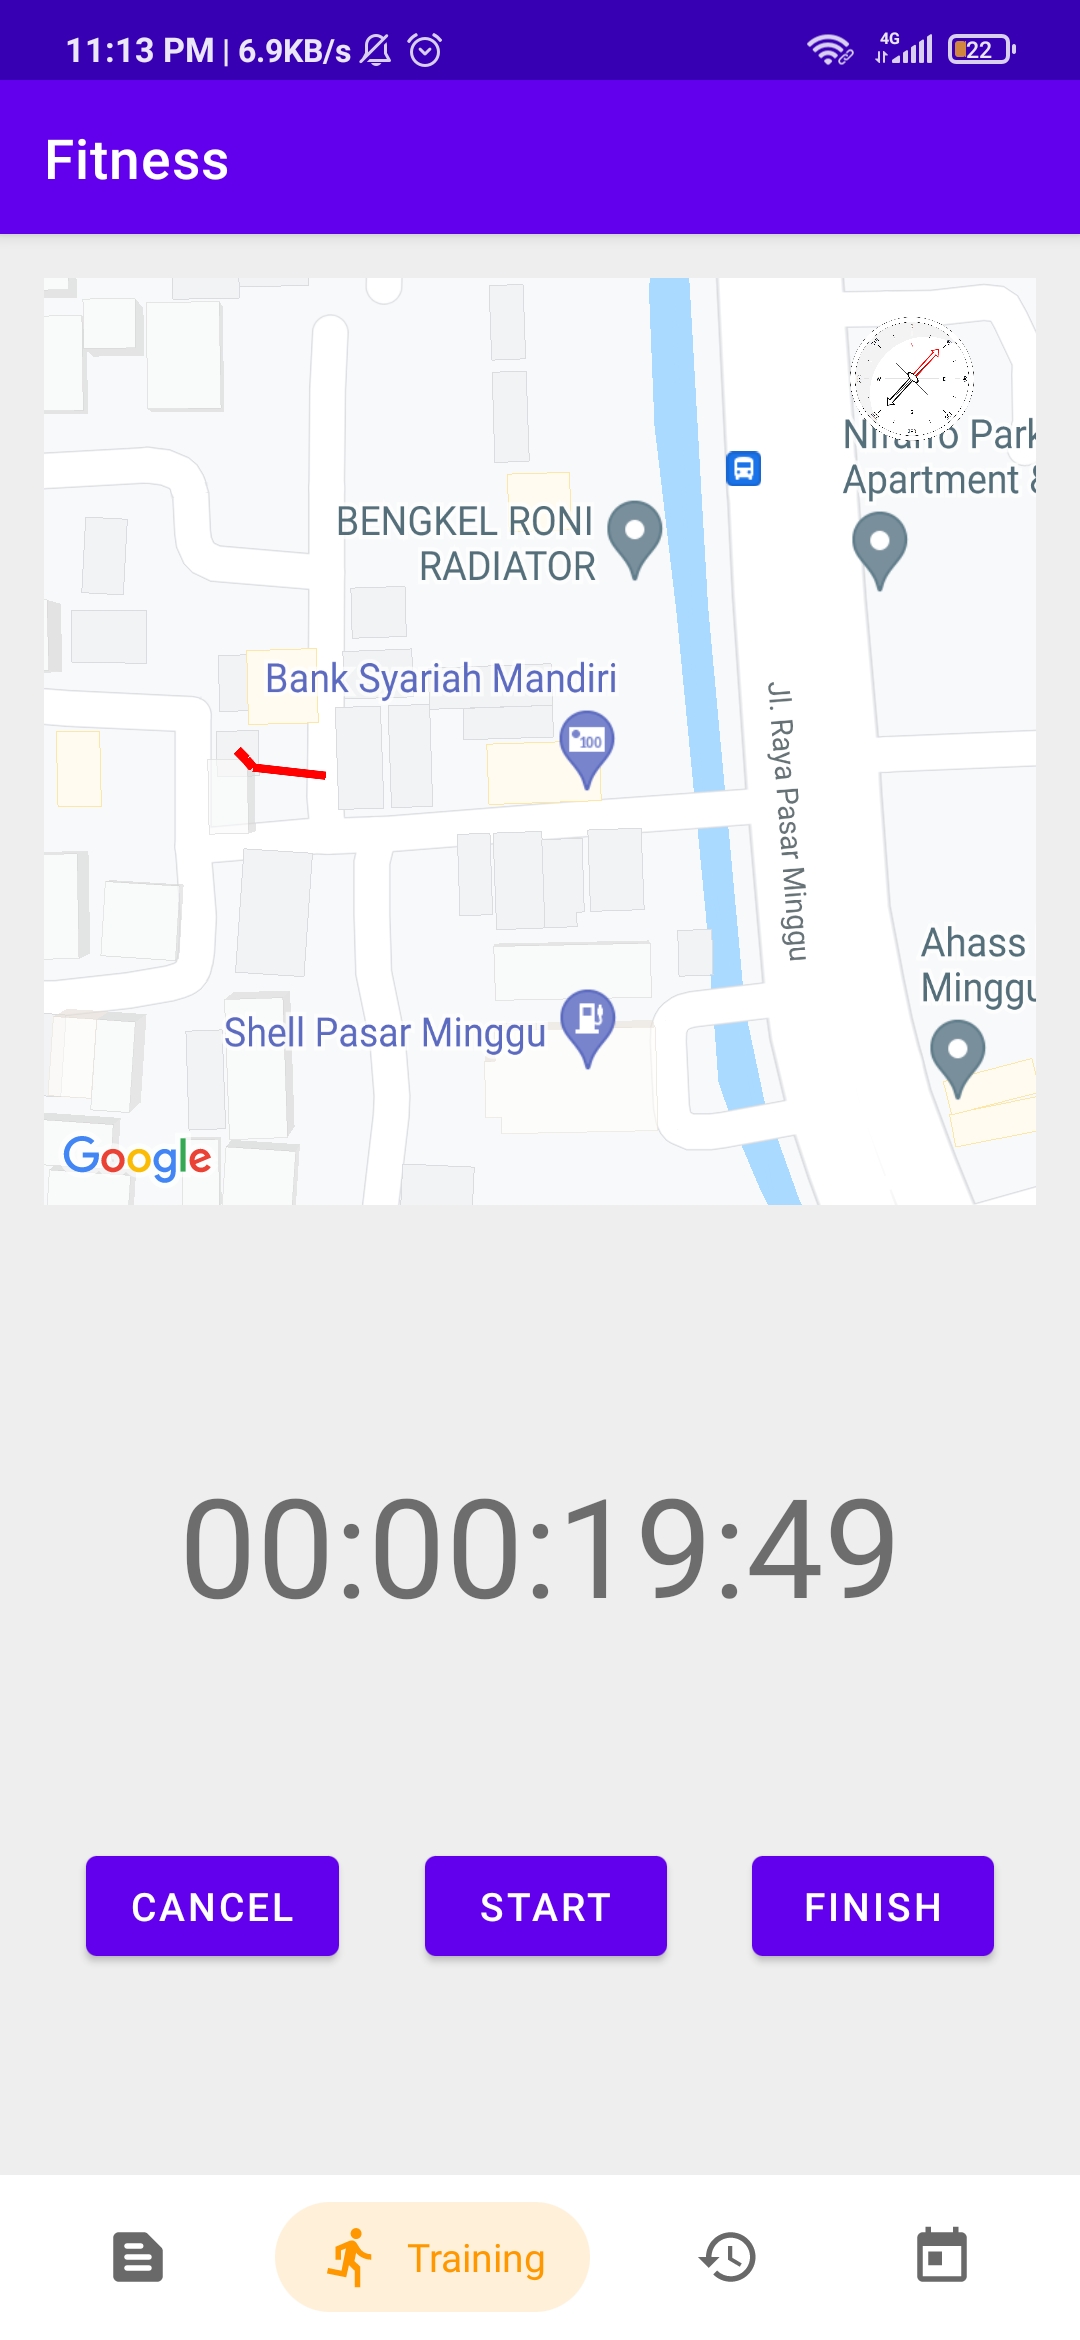 11:13 PM | 6.9KB/s
4G
22
Fitness
Park
Apartment &
BENGKEL RONI
RADIATOR
Bank Syariah Mandiri
100
Jl. Raya Pasar Minggu
Ahass
Minggu
Shell Pasar Minggu
Google
00:00:19:49
CANCEL
START
FINISH
Training